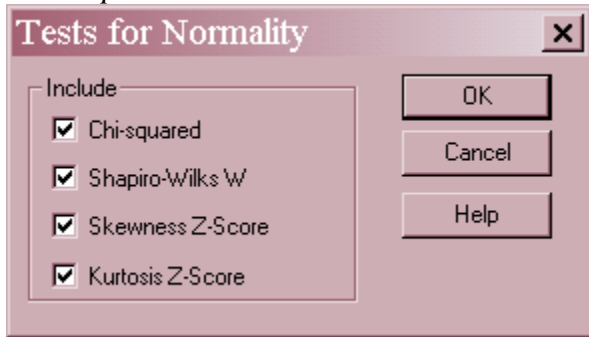 Tests for Normality
Include
Chi-squared
Shapiro-Wilks W
Skewness Z-Score
Kurtosis Z-Score
OK
Cancel
Help